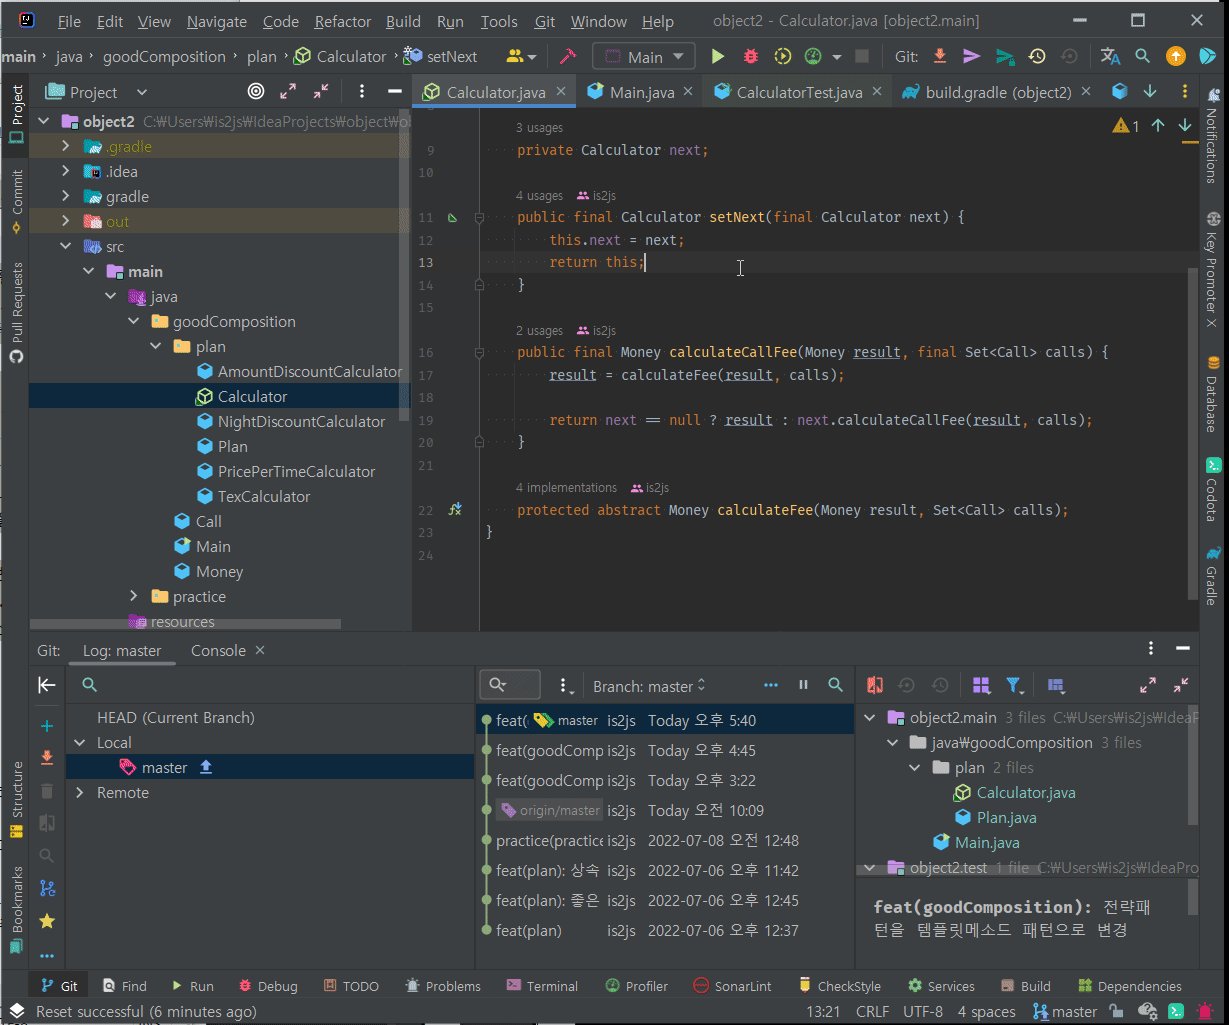 File Edit View Navigate Code Refactor Build Run Tools Git Window Help object2 - Calculator.java [object2.main]
main java goodComposition plan Calculator setNext Main Git:
Project
Calculator.java Main.java CalculatorTest.java build.gradle (object2)
object2 C:₩Users₩is2js₩IdeaProjects₩object₩o
.gradle
.idea
gradle
out
src
main
java
goodComposition
plan
AmountDiscountCalculator
Calculator
NightDiscountCalculator
Plan
PricePerTimeCalculator
TexCalculator
Call
Main
Money
practice
resources
Project
Commit
Pull Requests
Structure
Bookmarks
1
3 usages
9 private Calculator next;
10
4 usages is2js
11 public final Calculator setNext(final Calculator next) {
12 this.next = next;
13 return this;
14 }
15
2 usages is2js
16 public final Money calculateCallFee(Money result, final Set<Call> calls) {
17 result = calculateFee(result, calls);
18
19 return next == null ? result : next.calculateCallFee(result, calls);
20 }
21
4 implementations is2js
22 protected abstract Money calculateFee(Money result, Set<Call> calls);
23 }
24
Notifications
Key Promoter X
Database
Codota
Gradle
Git: Log: master Console
HEAD (Current Branch)
Local
master
Remote
Branch: master
feat( master is2js Today 오후 5:40
feat(goodComp is2js Today 오후 4:45
feat(goodComp is2js Today 오후 3:22
origin/master is2js Today 오전 10:09
practice(practice is2js 2022-07-08 오전 12:48
feat(plan): 상속 is2js 2022-07-06 오후 11:42
feat(plan): 좋은 is2js 2022-07-06 오후 12:45
feat(plan) is2js 2022-07-06 오후 12:37
object2.main 3 files C:₩Users₩is2js₩IdeaP
java₩goodComposition 3 files
plan 2 files
Calculator.java
Plan.java
Main.java
object2.test 1 file C:₩Users₩is2js₩IdeaPro
feat(goodComposition): 전략패
턴을 템플릿메소드 패턴으로 변경
Git Find Run Debug TODO Problems Terminal Profiler SonarLint CheckStyle Services Build Dependencies
Reset successful (6 minutes ago) 13:21 CRLF UTF-8 4 spaces master